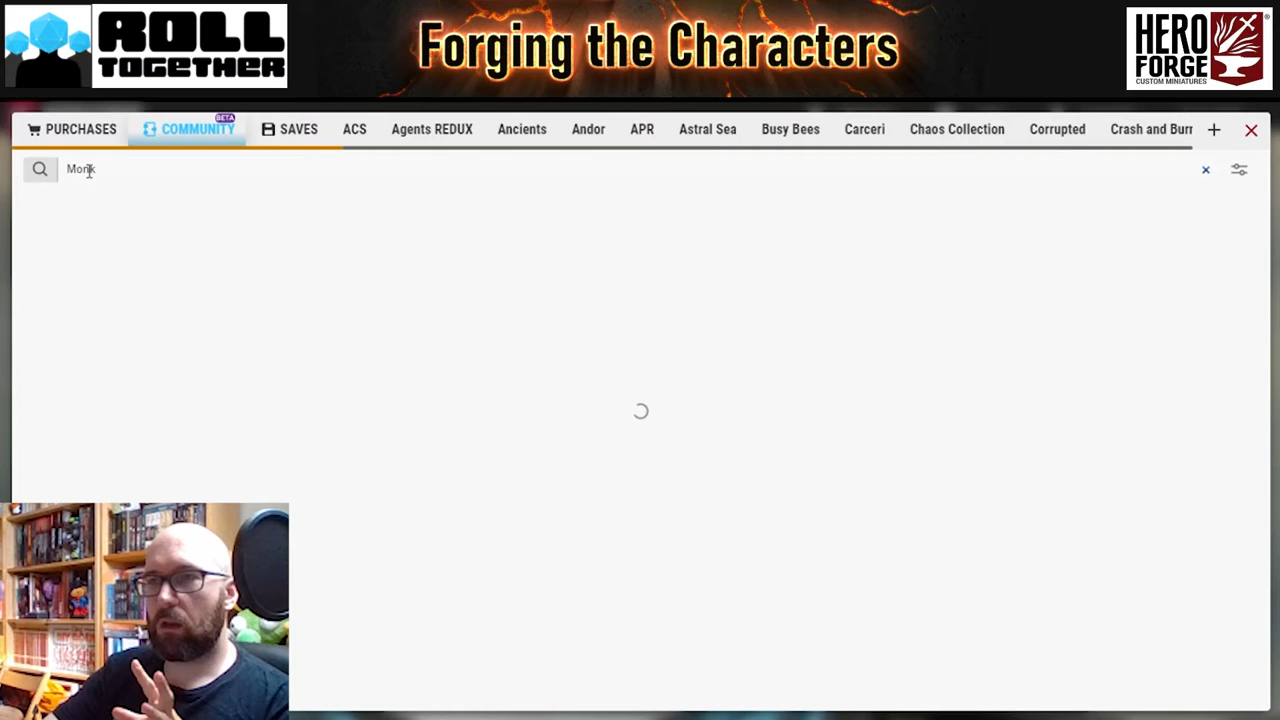 ROLL
TOGETHER
Forging the Characters
HERO
FORGE
CUSTOM MINIATURES
PURCHASES
COMMUNITY
BETA
SAVES
ACS
Agents REDUX
Ancients
Andor
APR
Astral Sea
Busy Bees
Carceri
Chaos Collection
Corrupted
Crash and Burr
Monk